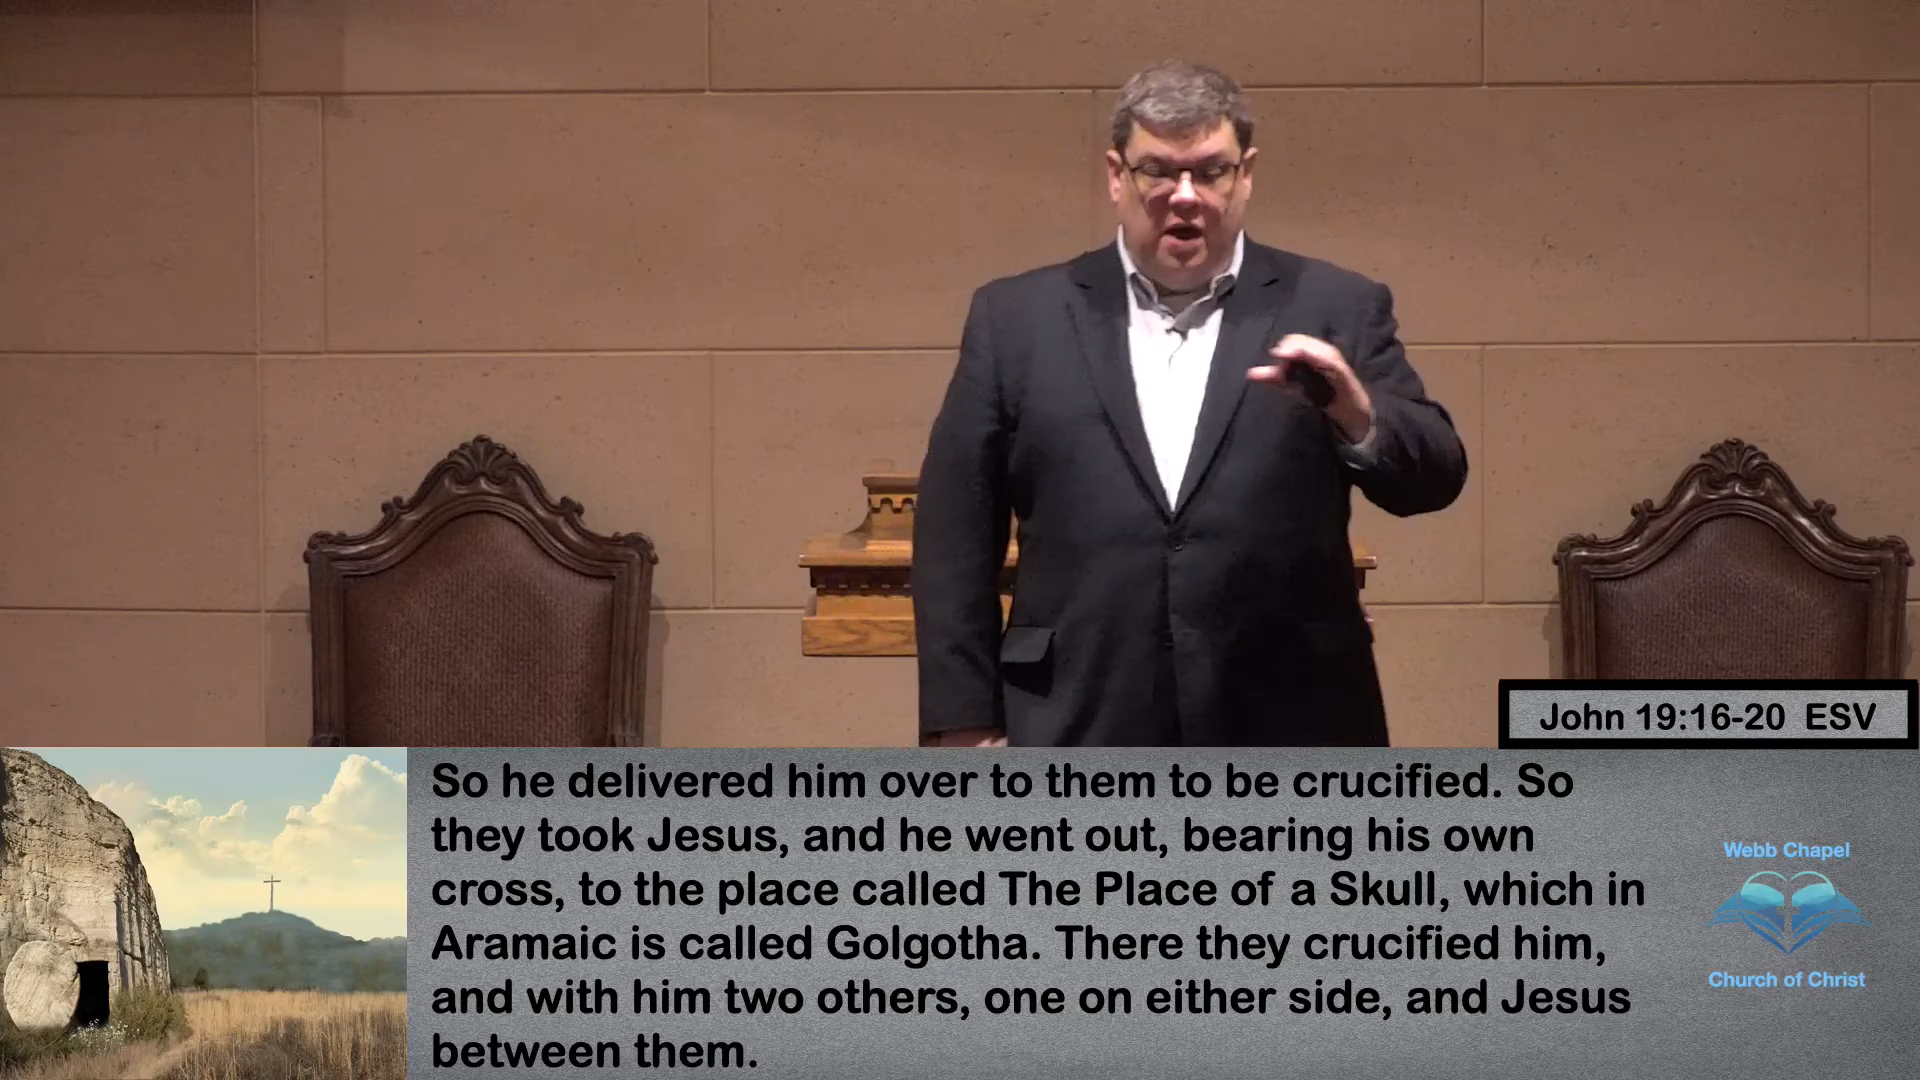 John 19:16-20 ESV
So he delivered him over to them to be crucified. So
they took Jesus, and he went out, bearing his own
cross, to the place called The Place of a Skull, which in
Aramaic is called Golgotha. There they crucified him,
and with him two others, one on either side, and Jesus
between them.
Webb Chapel
Church of Christ